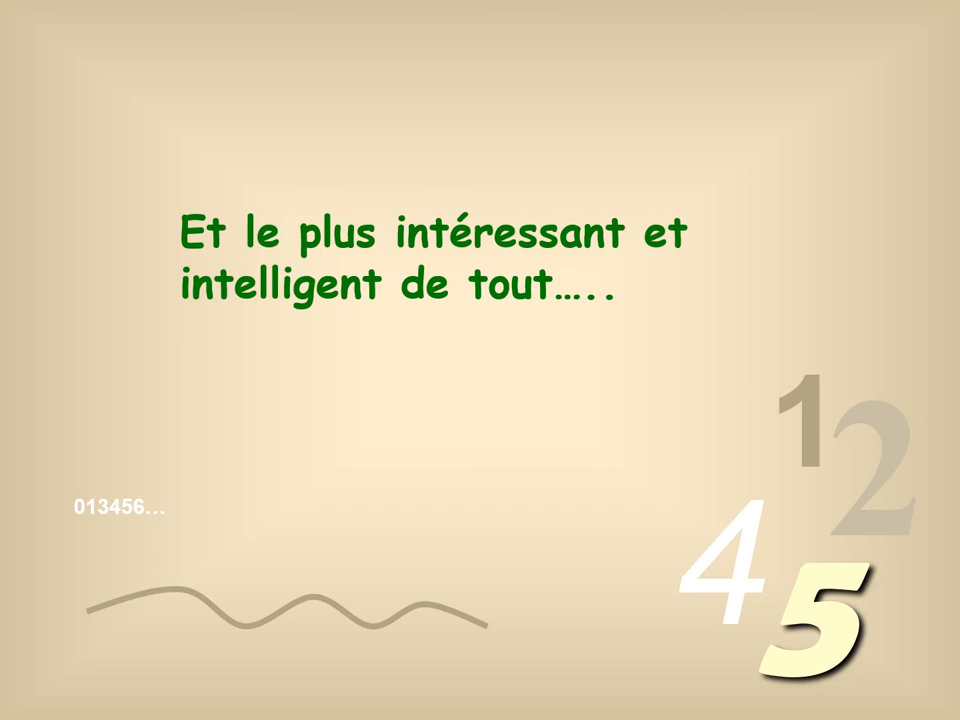 Et le plus intéressant et
intelligent de tout…..
1
2
013456…
4
5